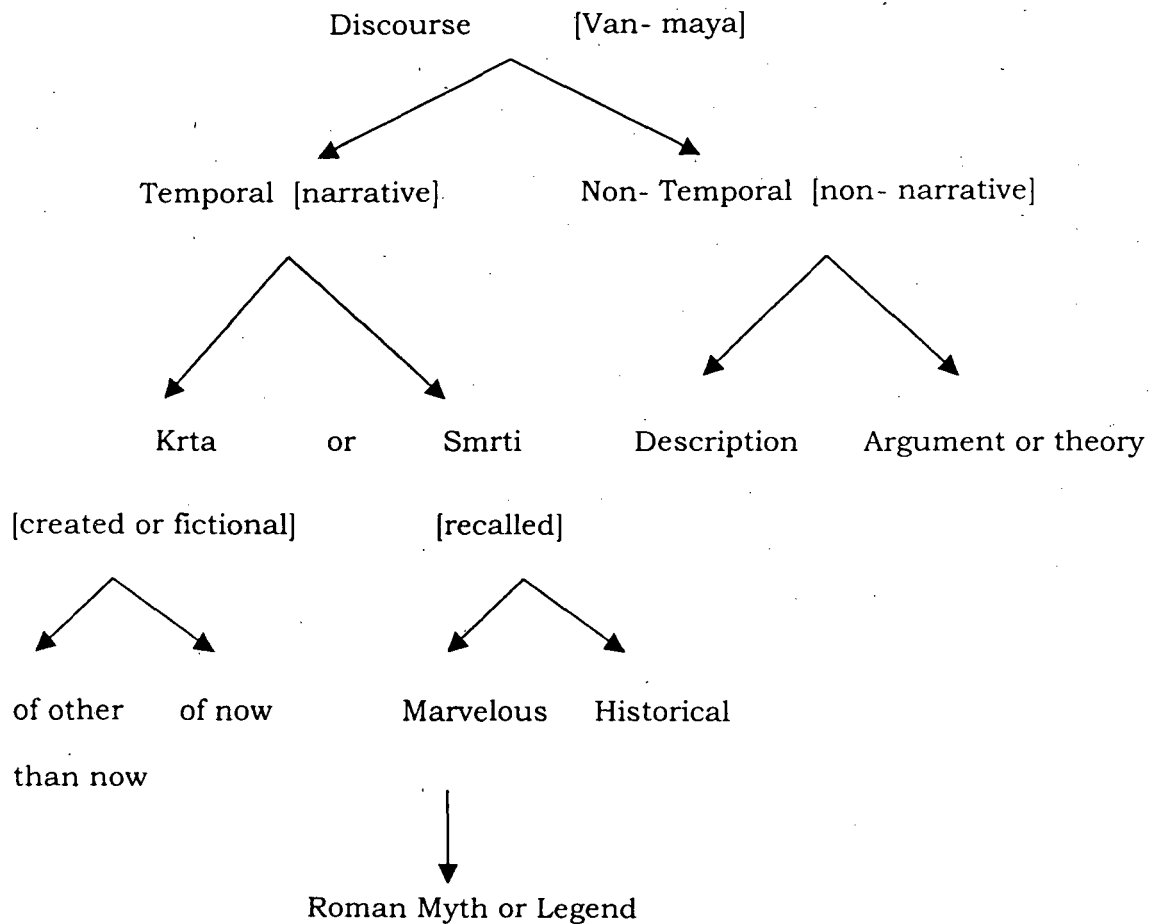 Discourse [Van- maya]
Temporal [narrative] Non- Temporal [non- narrative]
Krta or Smrti Description Argument or theory
[created or fictional] [recalled]
of other of now Marvelous Historical
than now
Roman Myth or Legend